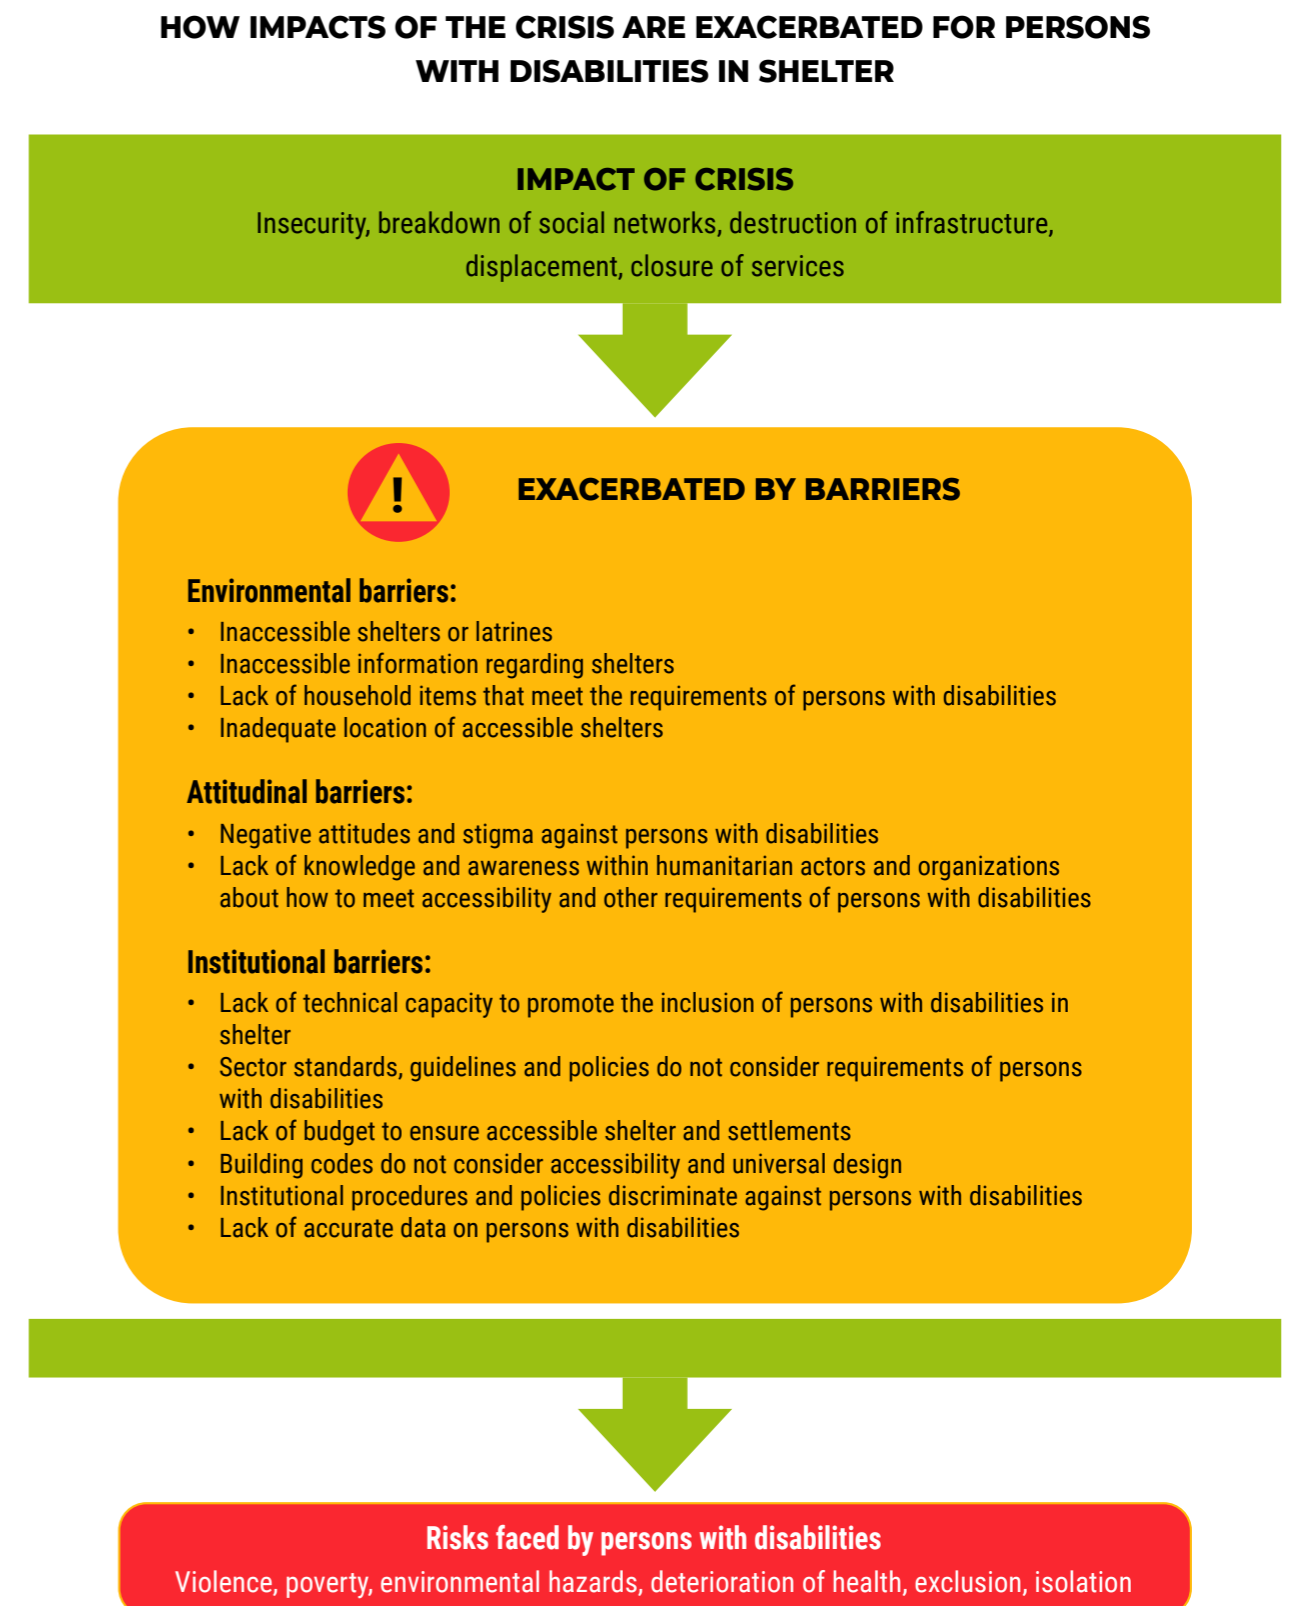 HOW IMPACTS OF THE CRISIS ARE EXACERBATED FOR PERSONS
WITH DISABILITIES IN SHELTER
IMPACT OF CRISIS
Insecurity, breakdown of social networks, destruction of infrastructure,
displacement, closure of services
!
EXACERBATED BY BARRIERS
Environmental barriers:
• Inaccessible shelters or latrines
• Inaccessible information regarding shelters
• Lack of household items that meet the requirements of persons with disabilities
• Inadequate location of accessible shelters
Attitudinal barriers:
• Negative attitudes and stigma against persons with disabilities
• Lack of knowledge and awareness within humanitarian actors and organizations
about how to meet accessibility and other requirements of persons with disabilities
Institutional barriers:
• Lack of technical capacity to promote the inclusion of persons with disabilities in
shelter
• Sector standards, guidelines and policies do not consider requirements of persons
with disabilities
• Lack of budget to ensure accessible shelter and settlements
• Building codes do not consider accessibility and universal design
• Institutional procedures and policies discriminate against persons with disabilities
• Lack of accurate data on persons with disabilities
Risks faced by persons with disabilities
Violence, poverty, environmental hazards, deterioration of health, exclusion, isolation